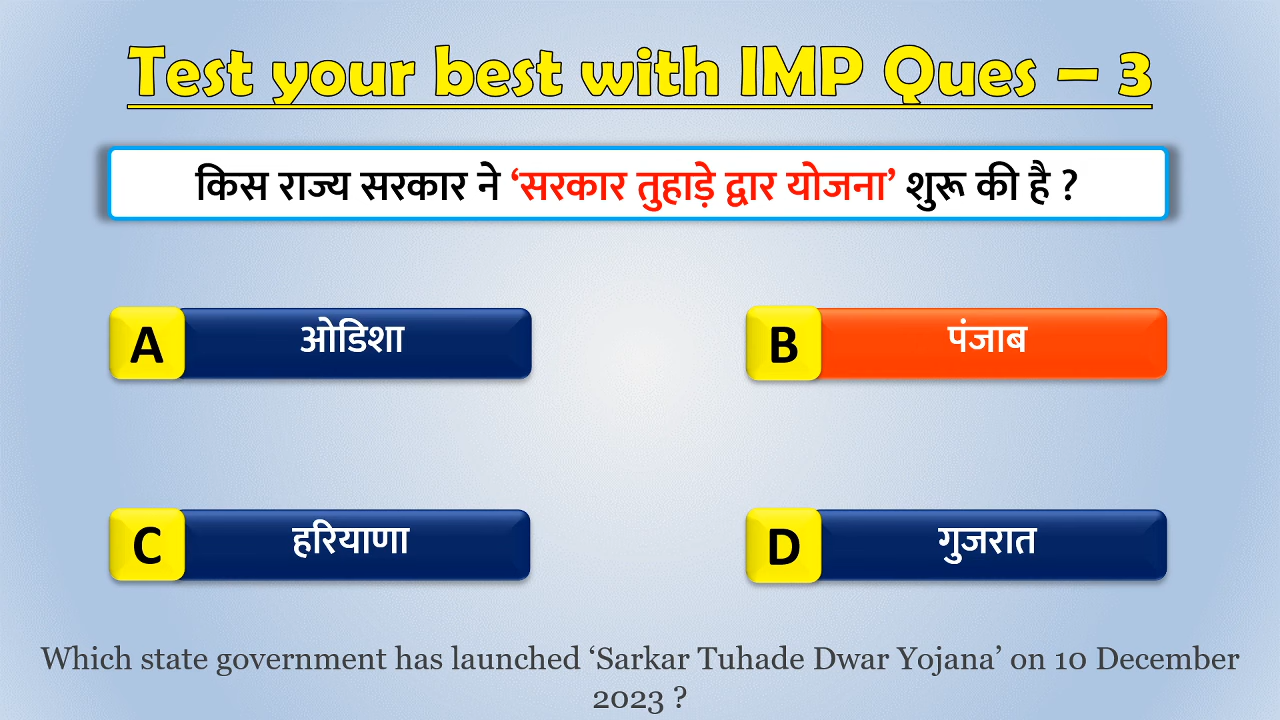 Test your best with IMP Ques – 3
किस राज्य सरकार ने ‘सरकार तुहाड़े द्वार योजना’ शुरू की है ?
A ओडिशा
B पंजाब
C हरियाणा
D गुजरात
Which state government has launched ‘Sarkar Tuhade Dwar Yojana’ on 10 December
2023 ?